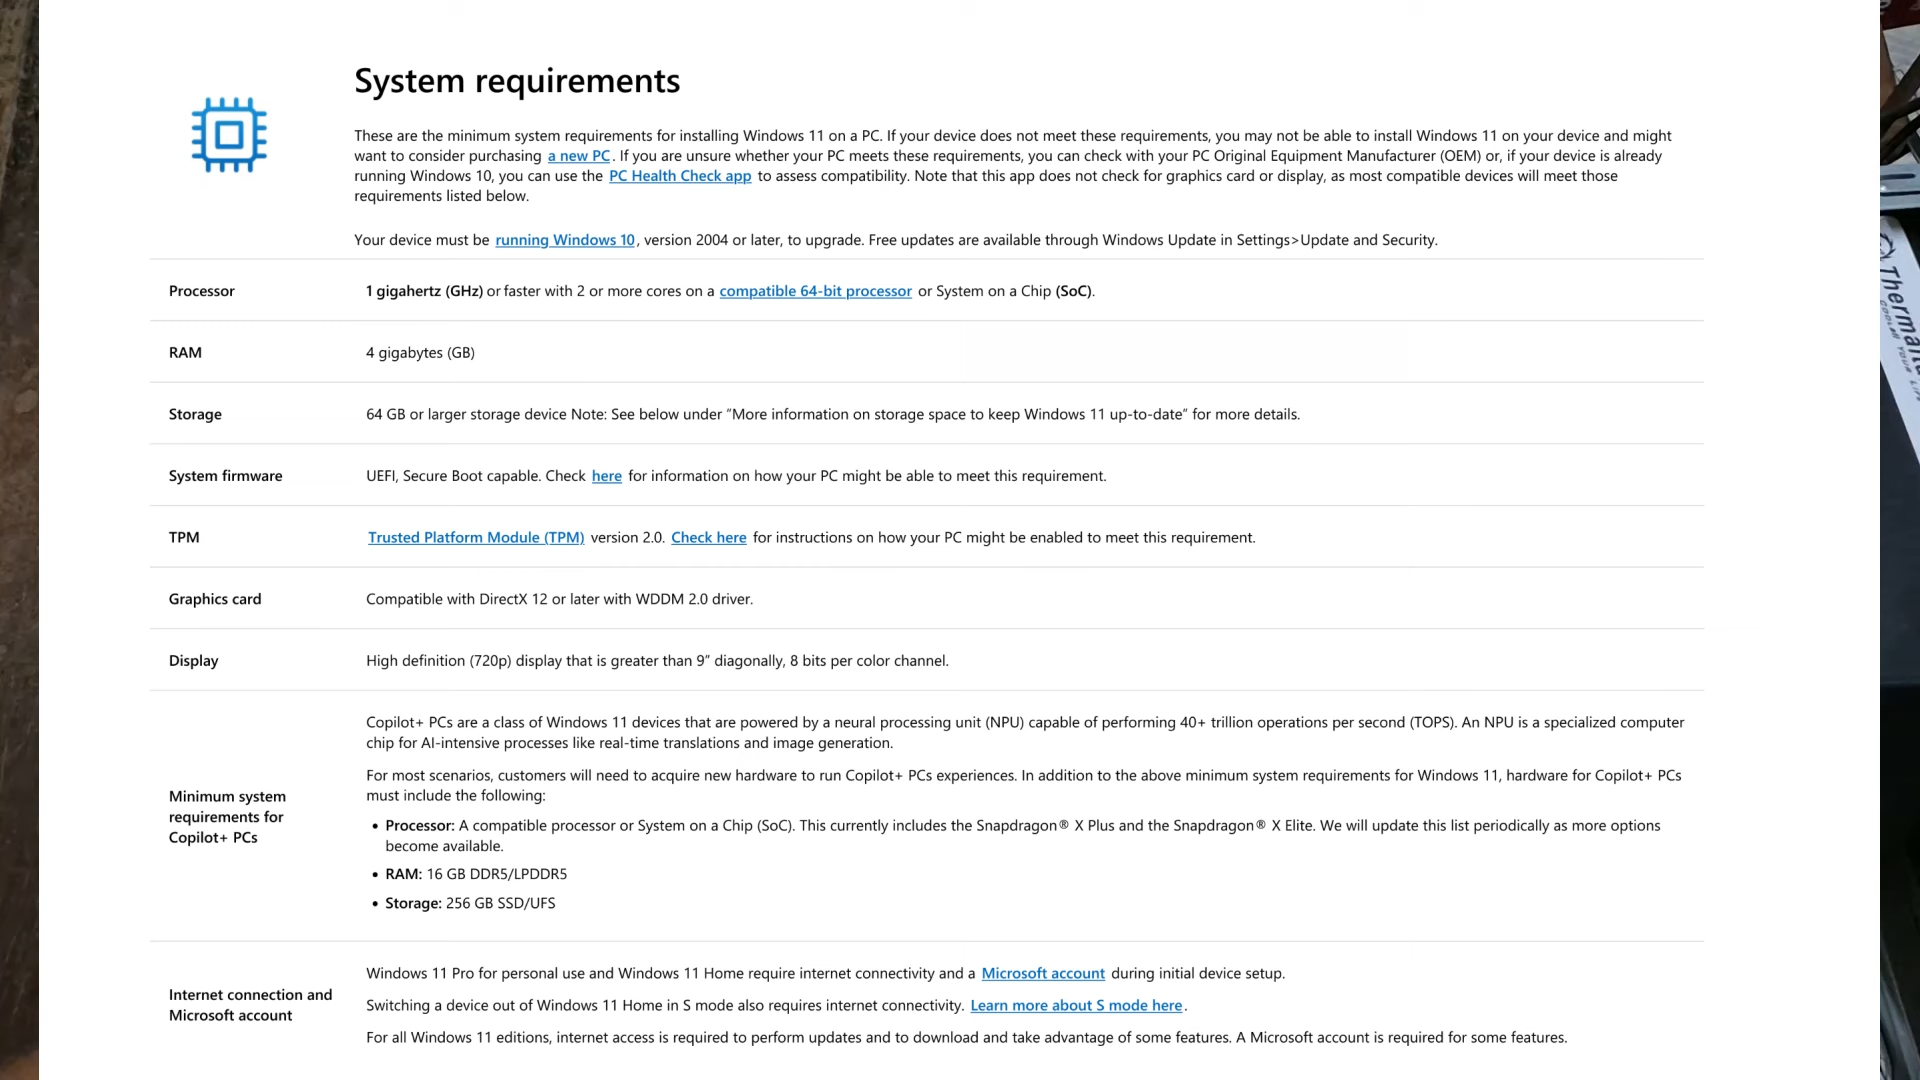 System requirements
These are the minimum system requirements for installing Windows 11 on a PC. If your device does not meet these requirements, you may not be able to install Windows 11 on your device and might
want to consider purchasing a new PC. If you are unsure whether your PC meets these requirements, you can check with your PC Original Equipment Manufacturer (OEM) or, if your device is already
running Windows 10, you can use the PC Health Check app to assess compatibility. Note that this app does not check for graphics card or display, as most compatible devices will meet those
requirements listed below.
Your device must be running Windows 10, version 2004 or later, to upgrade. Free updates are available through Windows Update in Settings>Update and Security.
Processor
1 gigahertz (GHz) or faster with 2 or more cores on a compatible 64-bit processor or System on a Chip (SoC).
RAM
4 gigabytes (GB)
Storage
64 GB or larger storage device Note: See below under “More information on storage space to keep Windows 11 up-to-date” for more details.
System firmware
UEFI, Secure Boot capable. Check here for information on how your PC might be able to meet this requirement.
TPM
Trusted Platform Module (TPM) version 2.0. Check here for instructions on how your PC might be enabled to meet this requirement.
Graphics card
Compatible with DirectX 12 or later with WDDM 2.0 driver.
Display
High definition (720p) display that is greater than 9” diagonally, 8 bits per color channel.
Minimum system
requirements for
Copilot+ PCs
Copilot+ PCs are a class of Windows 11 devices that are powered by a neural processing unit (NPU) capable of performing 40+ trillion operations per second (TOPS). An NPU is a specialized computer
chip for AI-intensive processes like real-time translations and image generation.
For most scenarios, customers will need to acquire new hardware to run Copilot+ PCs experiences. In addition to the above minimum system requirements for Windows 11, hardware for Copilot+ PCs
must include the following:
• Processor: A compatible processor or System on a Chip (SoC). This currently includes the Snapdragon® X Plus and the Snapdragon® X Elite. We will update this list periodically as more options
become available.
• RAM: 16 GB DDR5/LPDDR5
• Storage: 256 GB SSD/UFS
Internet connection and
Microsoft account
Windows 11 Pro for personal use and Windows 11 Home require internet connectivity and a Microsoft account during initial device setup.
Switching a device out of Windows 11 Home in S mode also requires internet connectivity. Learn more about S mode here.
For all Windows 11 editions, internet access is required to perform updates and to download and take advantage of some features. A Microsoft account is required for some features.